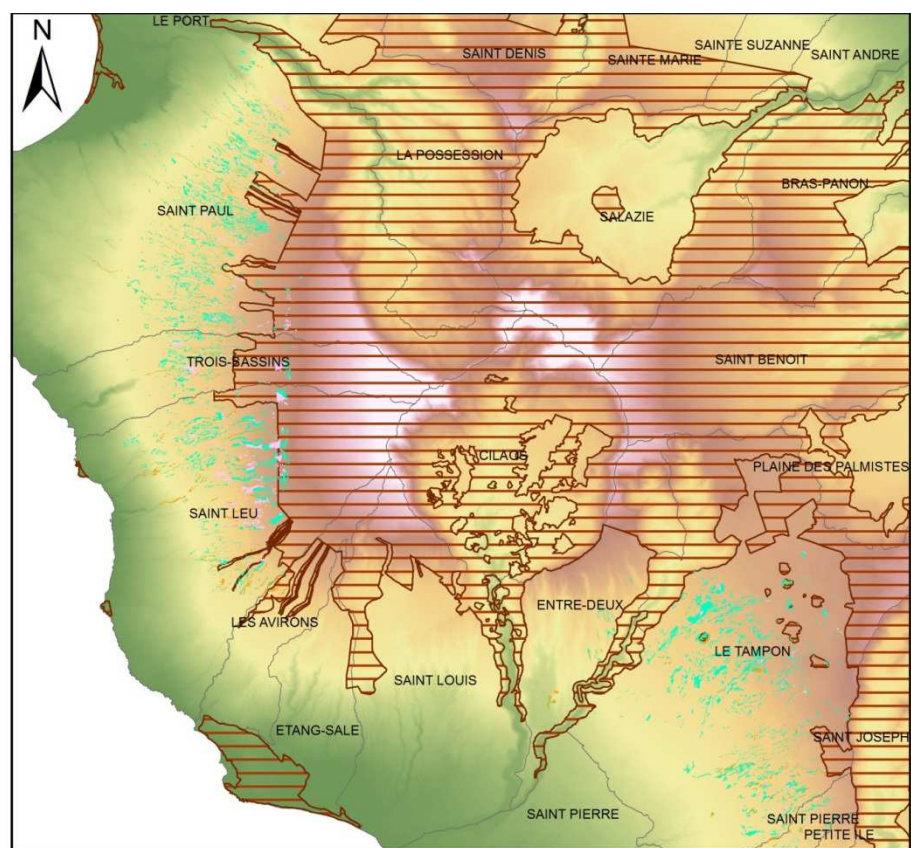 LE PORT
N
SAINTE SUZANNE
SAINT DENIS
SAINT ANDRE
SAINTE MARIE
LA POSSESSION
BRAS-PANON
SAINT PAUL
SALAZIE
TROIS-BASSINS
SAINT BENOIT
CILAOS
PLAINE DES PALMISTES
SAINT LEU
ENTRE-DEUX
LES AVIRONS
LE TAMPON
SAINT LOUIS
ETANG-SALE
SAINT JOSEPH
SAINT PIERRE
SAINT PIERRE
PETITE ILE